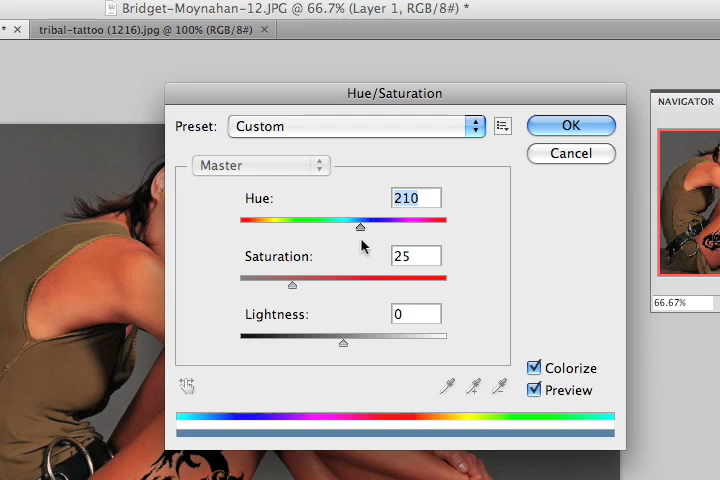 Bridget-Moynahan-12.JPG @ 66.7% (Layer 1, RGB/8#) *
* × tribal-tattoo (1216).jpg @ 100% (RGB/8#) ×
Hue/Saturation
NAVIGATOR
Preset: Custom
OK
Cancel
Master
Hue: 210
Saturation: 25
Lightness: 0
66.67%
Colorize
Preview